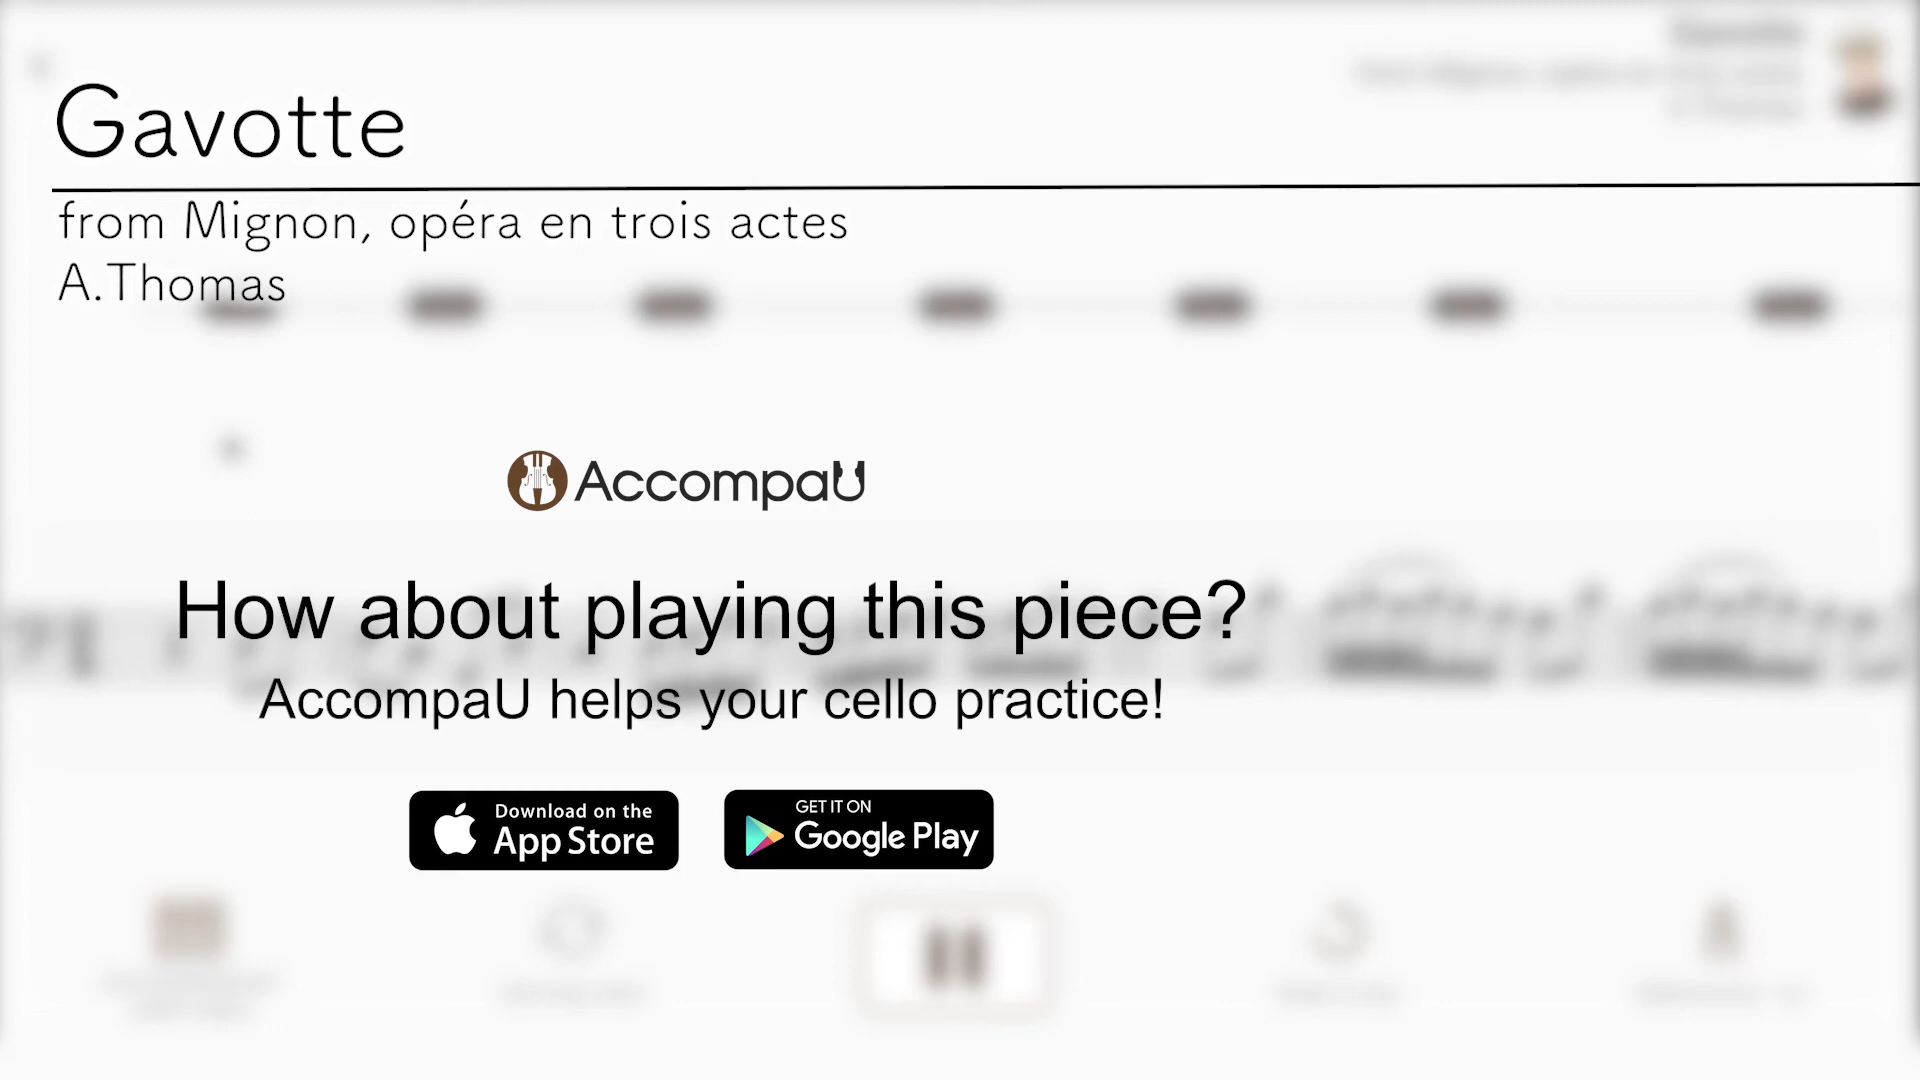 Gavotte
from Mignon, opéra en trois actes
A.Thomas
AccompaU
How about playing this piece?
AccompaU helps your cello practice!
Download on the
App Store
GET IT ON
Google Play